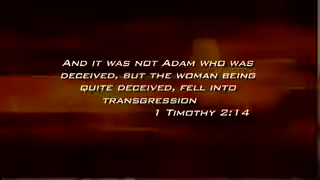 And it was not Adam who was
deceived, but the woman being
quite deceived, fell into
transgression
1 Timothy 2:14